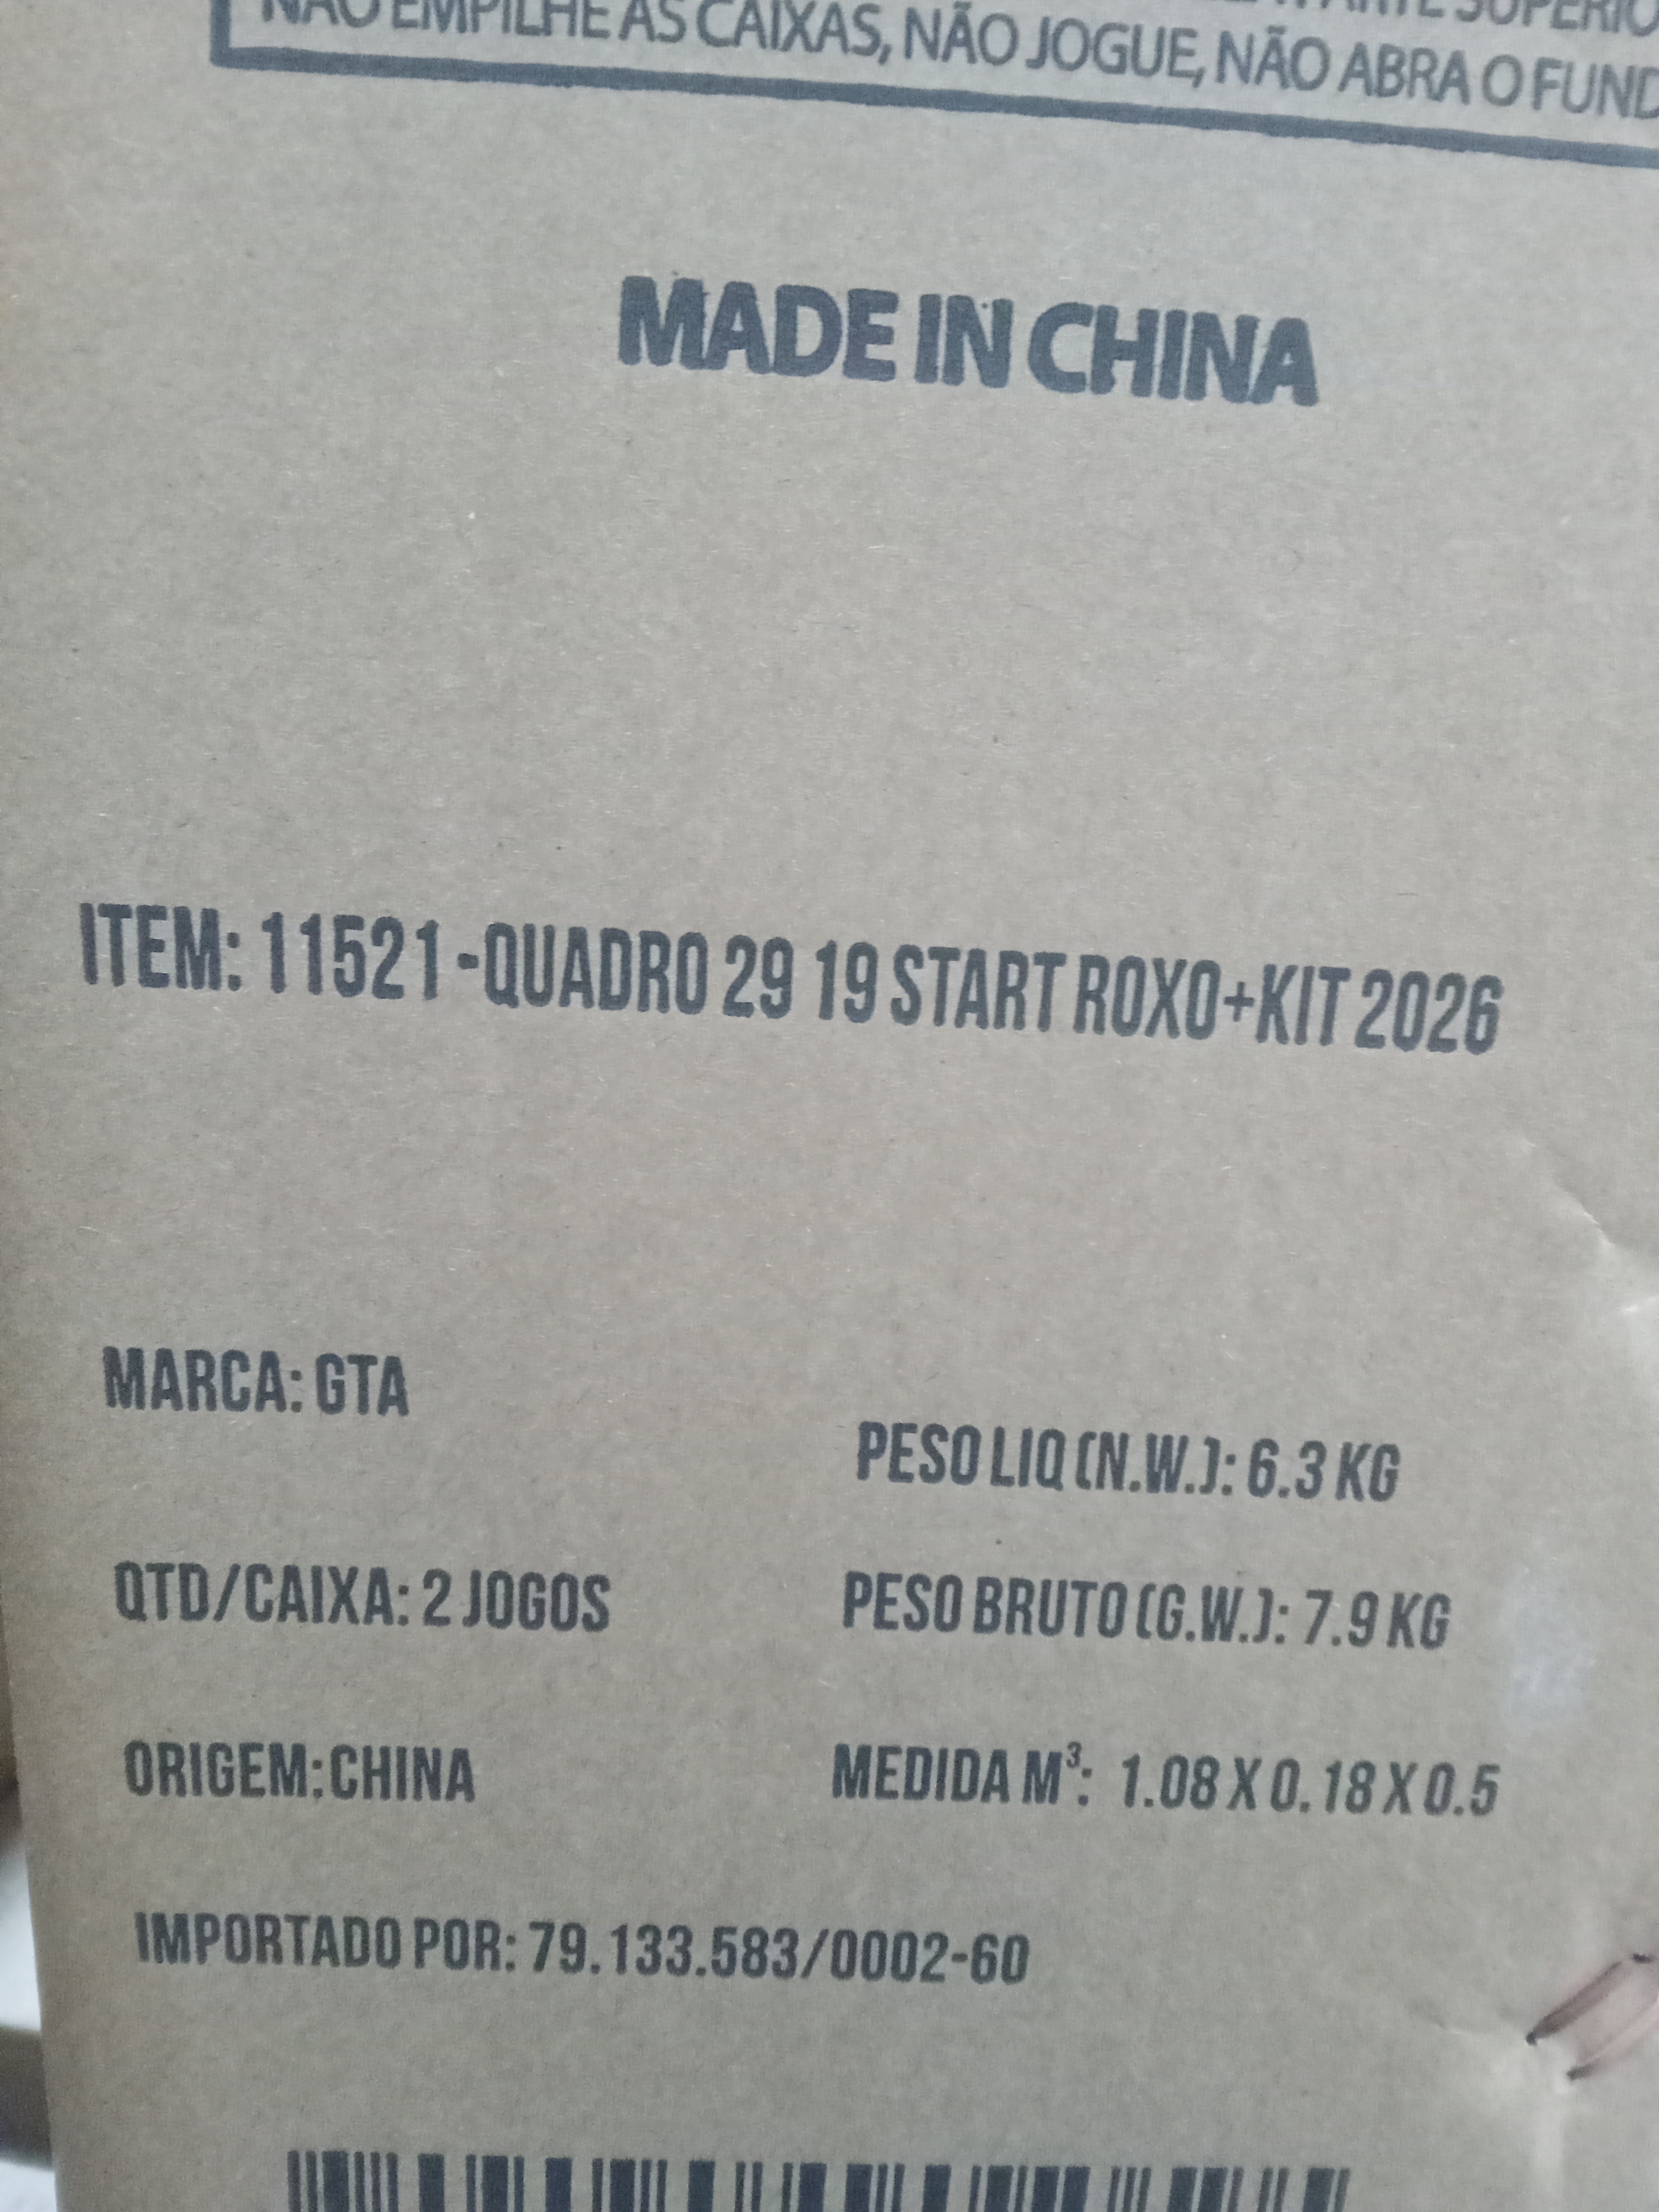 PARTE SUPERIO
NÃO EMPILHE AS CAIXAS, NÃO JOGUE, NÃO ABRA O FUND
MADE IN CHINA
ITEM: 11521 -QUADRO 29 19 START ROXO+KIT 2026
MARCA: GTA
PESO LIQ (N.W.): 6.3 KG
QTD/CAIXA: 2 JOGOS
PESO BRUTO (G.W.): 7.9 KG
ORIGEM: CHINA
MEDIDA M³: 1.08 X 0.18 X 0.5
IMPORTADO POR: 79.133.583/0002-60